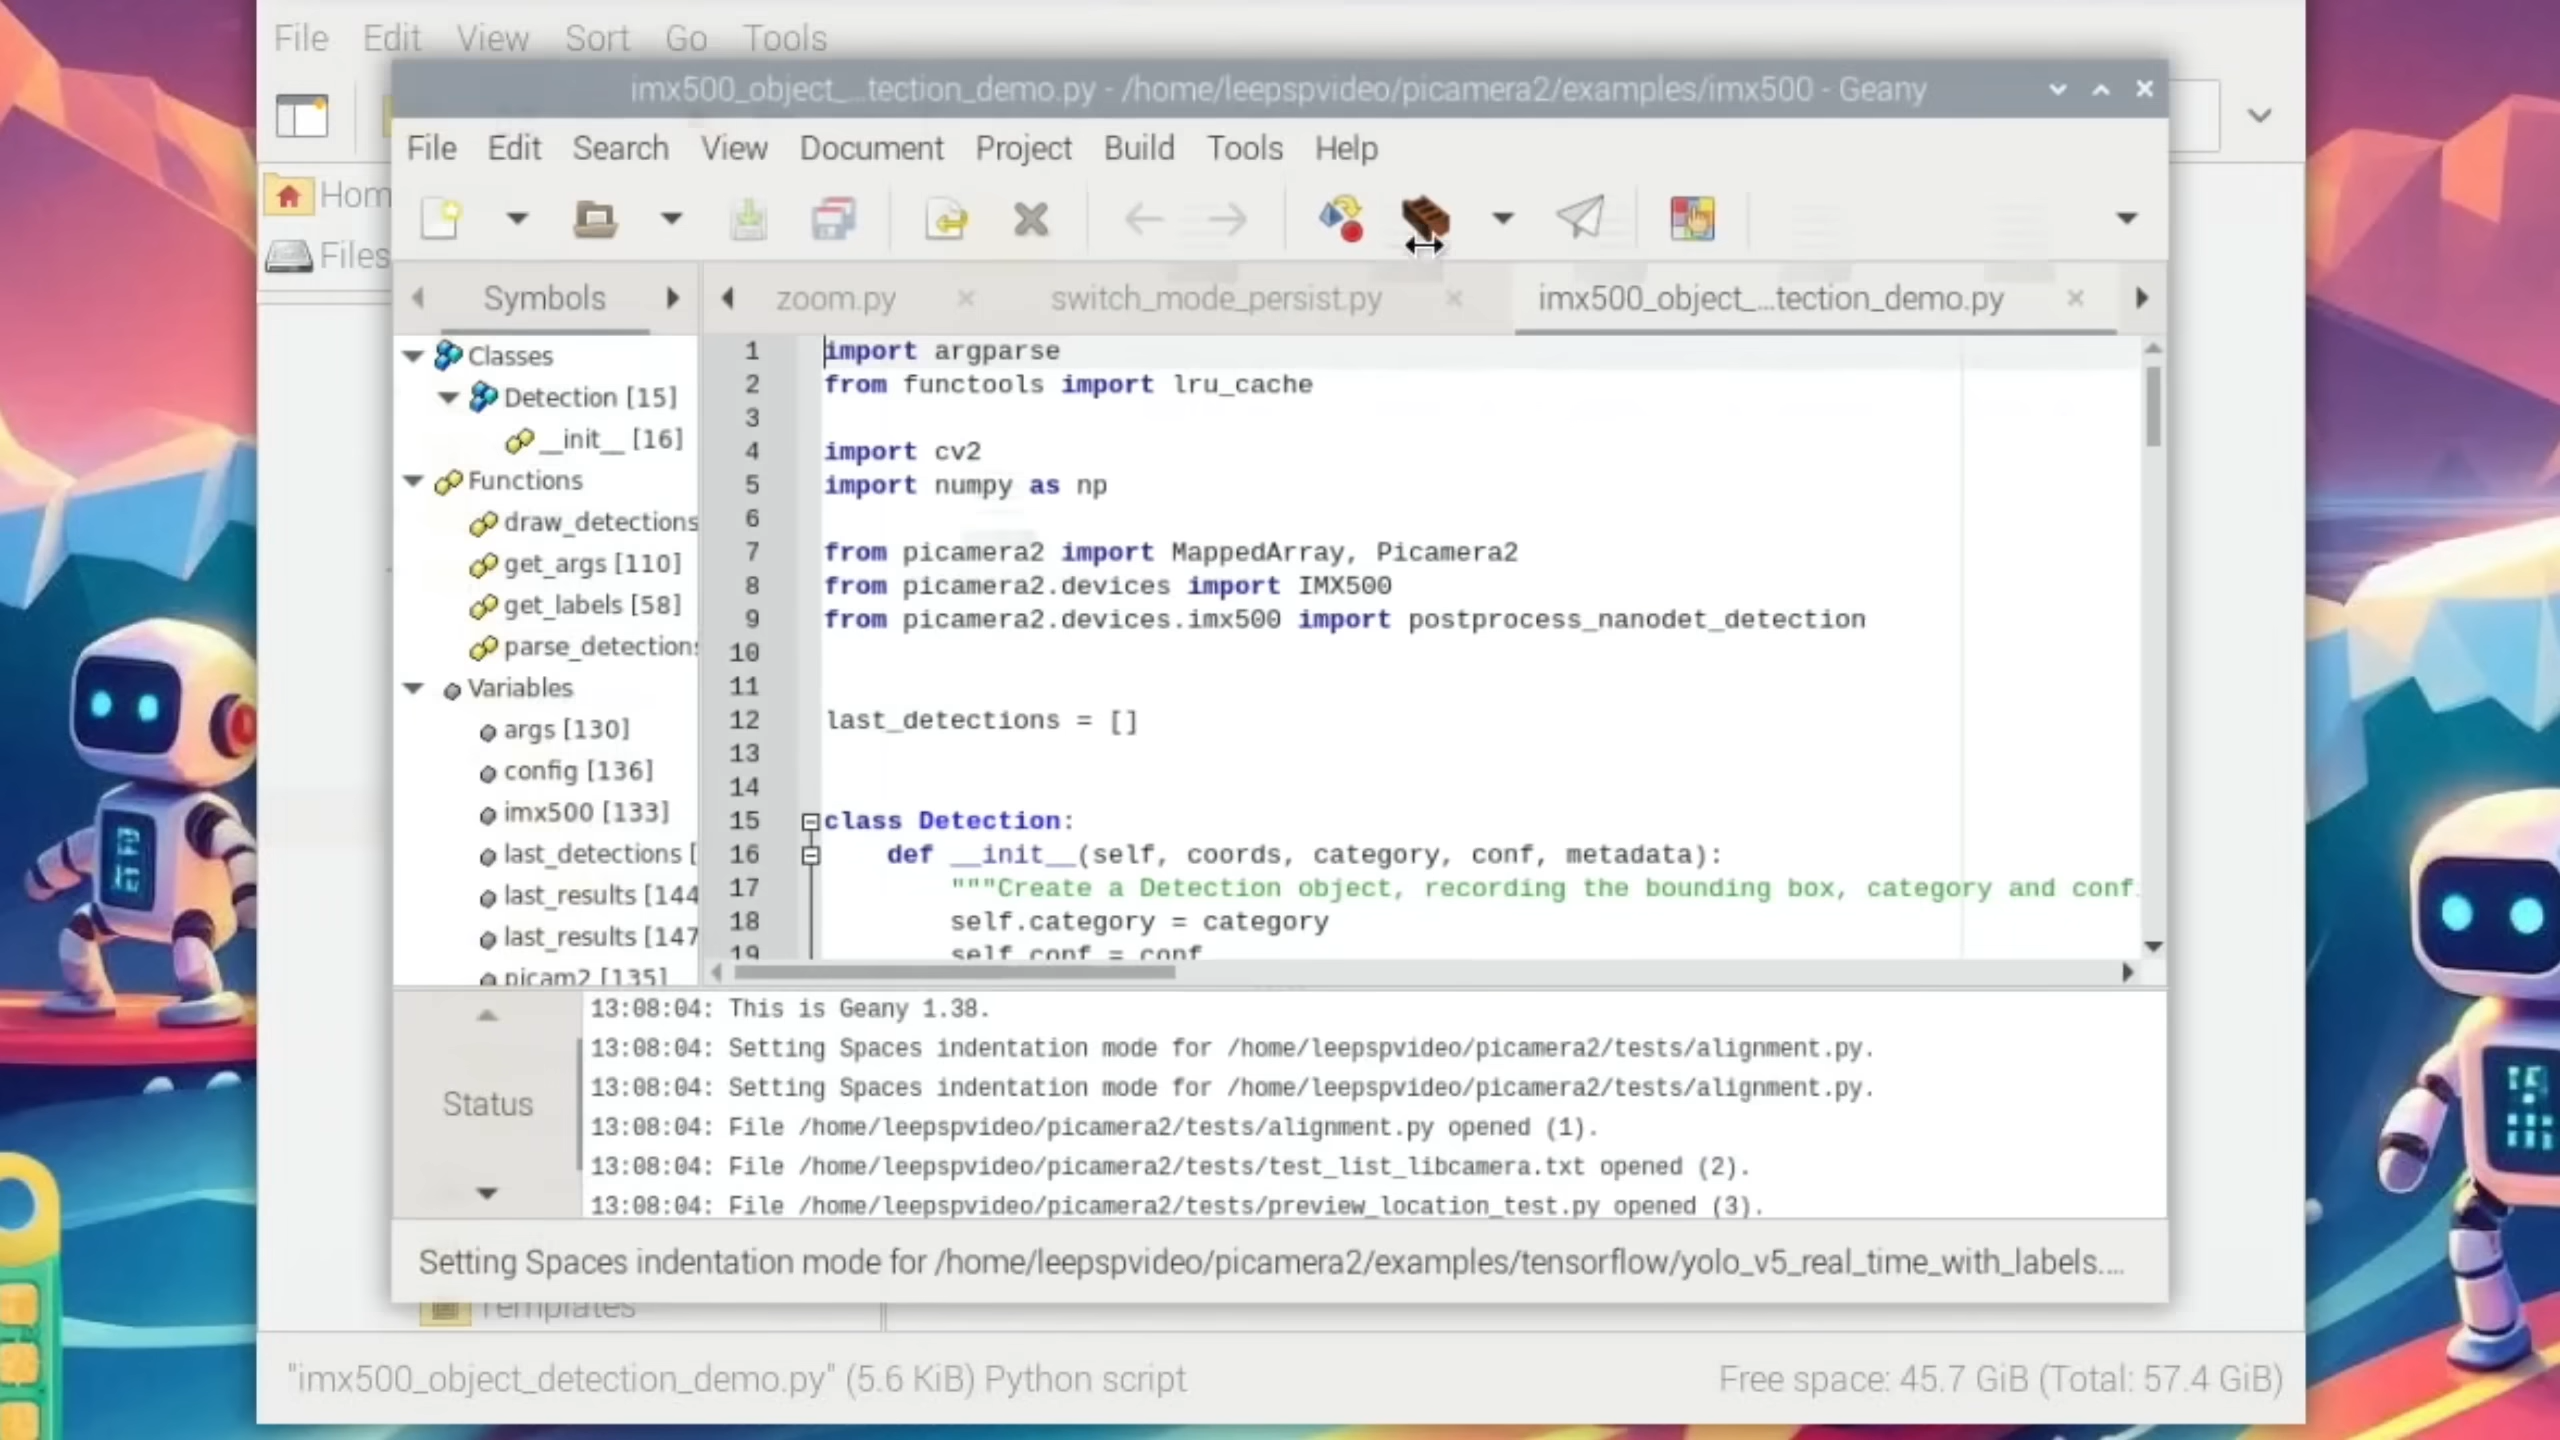 File Edit View Sort Go Tools
imx500_object_...tection_demo.py - /home/leepspvideo/picamera2/examples/imx500 - Geany
File Edit Search View Document Project Build Tools Help
Files
Symbols
zoom.py
switch_mode_persist.py
imx500_object_...tection_demo.py
Classes
Detection [15]
__init__ [16]
Functions
draw_detections
get_args [110]
get_labels [58]
parse_detection
Variables
args [130]
config [136]
imx500 [133]
last_detections [
last_results [144
last_results [147
picam2 [135]
1 import argparse
2 from functools import lru_cache
3
4 import cv2
5 import numpy as np
6
7 from picamera2 import MappedArray, Picamera2
8 from picamera2.devices import IMX500
9 from picamera2.devices.imx500 import postprocess_nanodet_detection
10
11
12 last_detections = []
13
14
15 class Detection:
16 def __init__(self, coords, category, conf, metadata):
17 """Create a Detection object, recording the bounding box, category and conf
18 self.category = category
19 self.conf = conf
Status
13:08:04: This is Geany 1.38.
13:08:04: Setting Spaces indentation mode for /home/leepspvideo/picamera2/tests/alignment.py.
13:08:04: Setting Spaces indentation mode for /home/leepspvideo/picamera2/tests/alignment.py.
13:08:04: File /home/leepspvideo/picamera2/tests/alignment.py opened (1).
13:08:04: File /home/leepspvideo/picamera2/tests/test_list_libcamera.txt opened (2).
13:08:04: File /home/leepspvideo/picamera2/tests/preview_location_test.py opened (3).
Setting Spaces indentation mode for /home/leepspvideo/picamera2/examples/tensorflow/yolo_v5_real_time_with_labels....
Templates
"imx500_object_detection_demo.py" (5.6 KiB) Python script
Free space: 45.7 GiB (Total: 57.4 GiB)